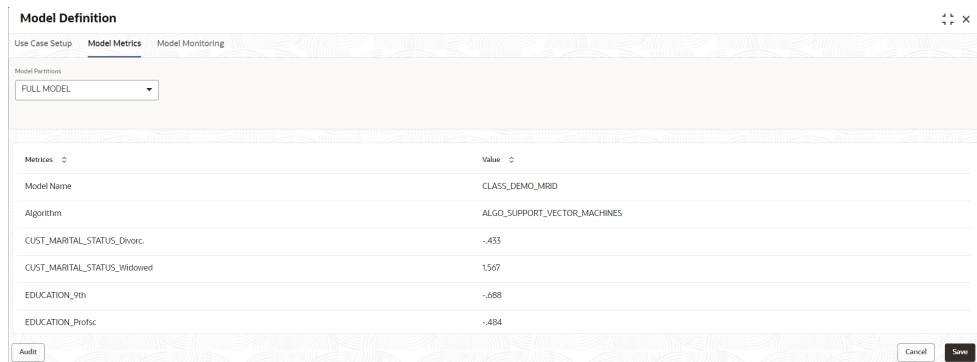 Model Definition
Use Case Setup Model Metrics Model Monitoring
Model Partitions
FULL MODEL
Metrices Value
Model Name CLASS_DEMO_MRID
Algorithm ALGO_SUPPORT_VECTOR_MACHINES
CUST_MARITAL_STATUS_Divorc. -.433
CUST_MARITAL_STATUS_Widowed 1.567
EDUCATION_9th -.688
EDUCATION_Profsc -.484
Audit Cancel Save